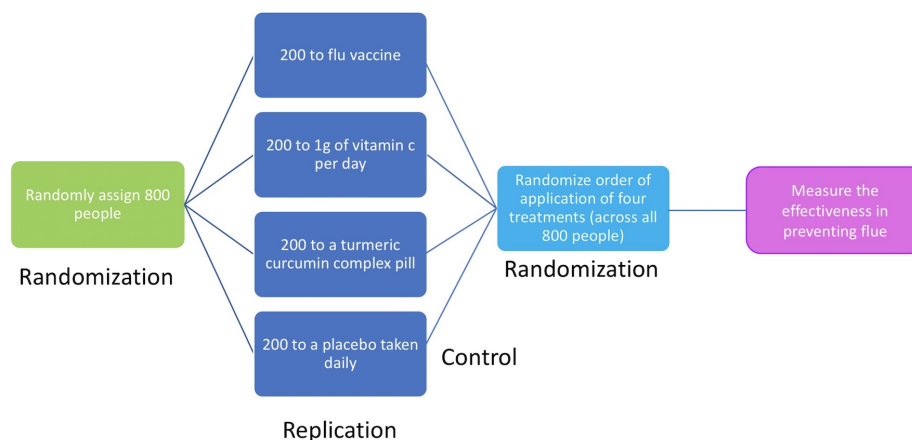 Randomly assign 800
people
Randomization
200 to flu vaccine
200 to 1g of vitamin c
per day
200 to a turmeric
curcumin complex pill
200 to a placebo taken
daily
Control
Replication
Randomize order of
application of four
treatments (across all
800 people)
Randomization
Measure the
effectiveness in
preventing flue